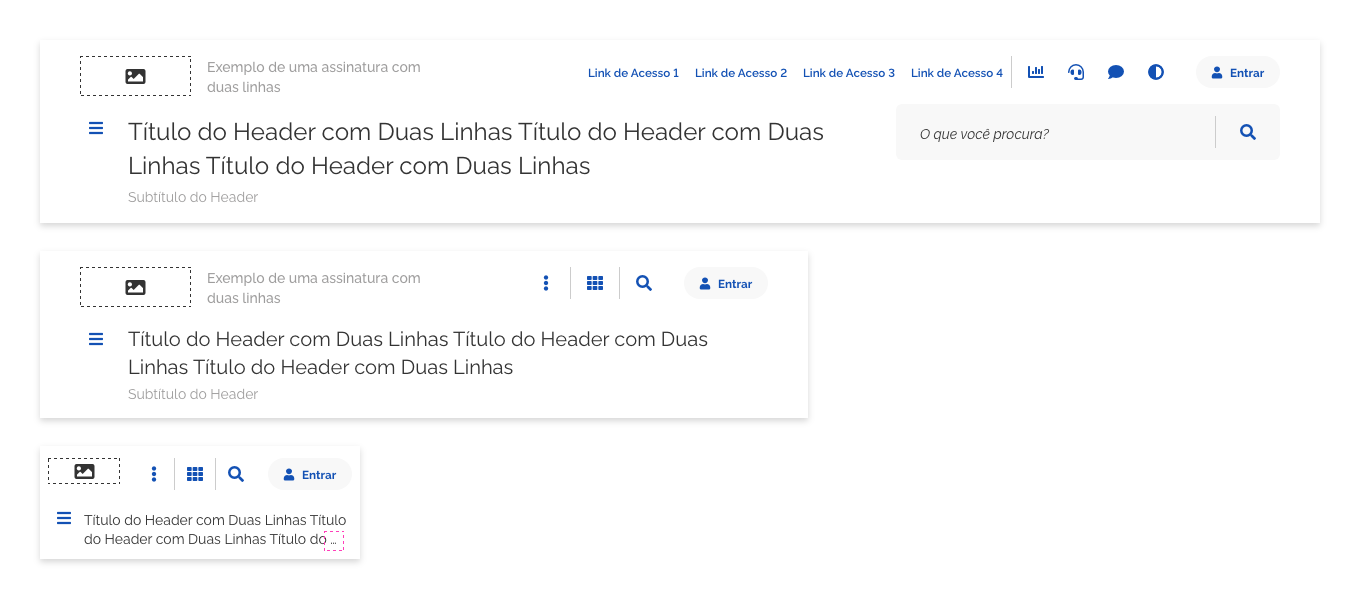 Exemplo de uma assinatura com
duas linhas
Link de Acesso 1 Link de Acesso 2 Link de Acesso 3 Link de Acesso 4 Entrar
Título do Header com Duas Linhas Título do Header com Duas
Linhas Título do Header com Duas Linhas
Subtítulo do Header
O que você procura?
Exemplo de uma assinatura com
duas linhas
Entrar
Título do Header com Duas Linhas Título do Header com Duas
Linhas Título do Header com Duas Linhas
Subtítulo do Header
Entrar
Título do Header com Duas Linhas Título
do Header com Duas Linhas Título do ...